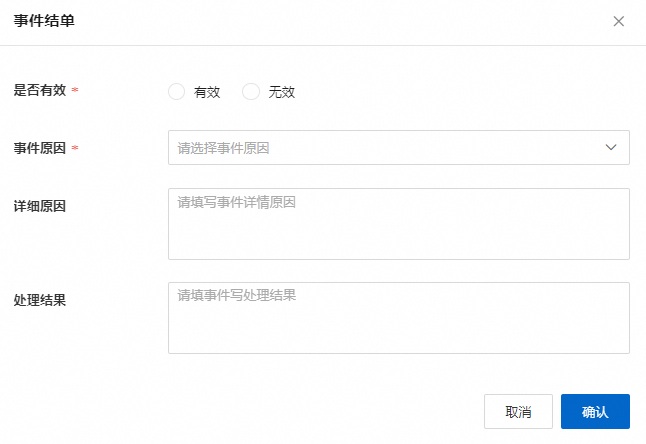 事件结单
是否有效 *
有效 无效
事件原因 *
请选择事件原因
详细原因
请填写事件详情原因
处理结果
请填事件写处理结果
取消 确认